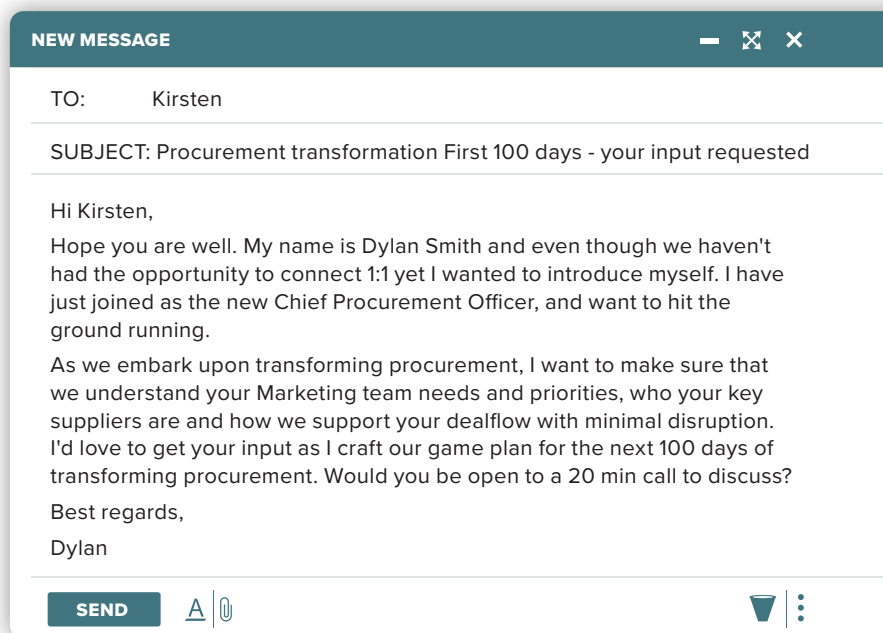 NEW MESSAGE
TO: Kirsten
SUBJECT: Procurement transformation First 100 days - your input requested
Hi Kirsten,
Hope you are well. My name is Dylan Smith and even though we haven't
had the opportunity to connect 1:1 yet I wanted to introduce myself. I have
just joined as the new Chief Procurement Officer, and want to hit the
ground running.
As we embark upon transforming procurement, I want to make sure that
we understand your Marketing team needs and priorities, who your key
suppliers are and how we support your dealflow with minimal disruption.
I'd love to get your input as I craft our game plan for the next 100 days of
transforming procurement. Would you be open to a 20 min call to discuss?
Best regards,
Dylan
SEND A